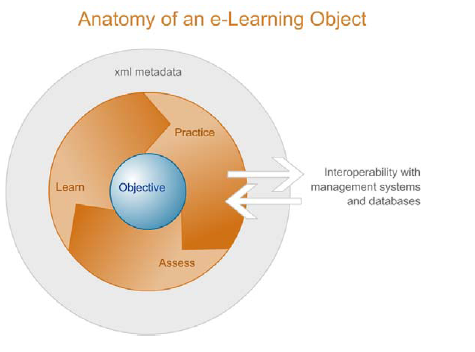 Anatomy of an e-Learning Object
xml metadata
Practice
Learn
Objective
Assess
Interoperability with
management systems
and databases